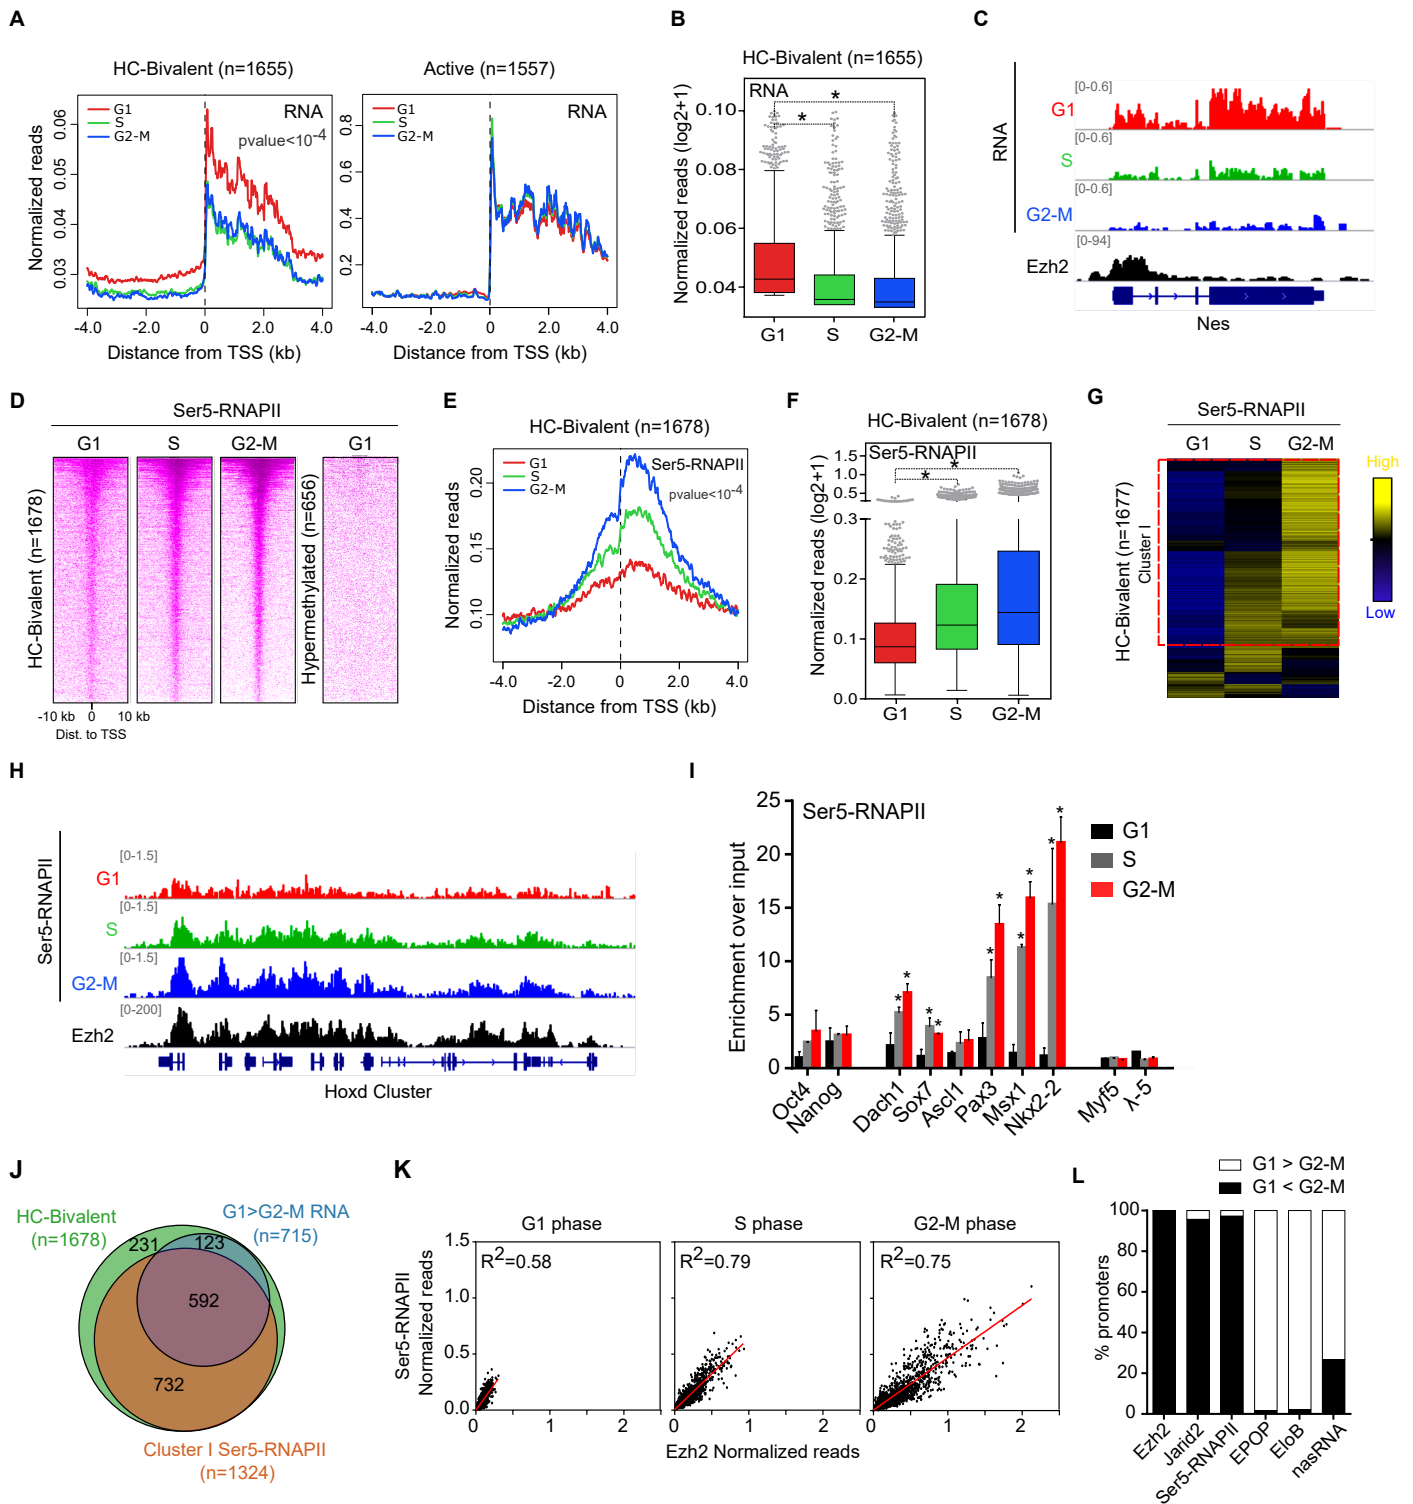 A
HC-Bivalent (n=1655)
Active (n=1557)
G1
S
G2-M
RNA
pvalue<10-4
G1
S
G2-M
RNA
Normalized reads
0.06
0.05
0.04
0.03
0.8
0.6
0.4
0.2
-4.0 -2.0 0 2.0 4.0
-4.0 -2.0 0 2.0 4.0
Distance from TSS (kb)
Distance from TSS (kb)
B
HC-Bivalent (n=1655)
RNA
* *
Normalized reads (log2+1)
0.10
0.08
0.06
0.04
G1 S G2-M
C
RNA
[0-0.6]
G1
[0-0.6]
S
[0-0.6]
G2-M
[0-94]
Ezh2
Nes
D
Ser5-RNAPII
G1 S G2-M G1
HC-Bivalent (n=1678)
Hypermethylated (n=656)
-10 kb 0 10 kb
Dist. to TSS
E
HC-Bivalent (n=1678)
G1
S
G2-M
Ser5-RNAPII
pvalue<10-4
Normalized reads
0.20
0.15
0.10
-4.0 -2.0 0 2.0 4.0
Distance from TSS (kb)
F
HC-Bivalent (n=1678)
Ser5-RNAPII
* *
Normalized reads (log2+1)
1.5
1.0
0.5
0.3
0.2
0.1
0.0
G1 S G2-M
G
Ser5-RNAPII
G1 S G2-M
HC-Bivalent (n=1677)
Cluster I
High
Low
H
Ser5-RNAPII
[0-1.5]
G1
[0-1.5]
S
[0-1.5]
G2-M
[0-200]
Ezh2
Hoxd Cluster
I
Ser5-RNAPII
G1
S
G2-M
Enrichment over input
25
20
15
10
5
0
* * * * * * * * * *
Oct4 Nanog Dach1 Sox7 Ascl1 Pax3 Msx1 Nkx2-2 Myf5 λ-5
J
HC-Bivalent
(n=1678)
G1>G2-M RNA
(n=715)
231
123
592
732
Cluster I Ser5-RNAPII
(n=1324)
K
G1 phase
S phase
G2-M phase
R2=0.58
R2=0.79
R2=0.75
Ser5-RNAPII
Normalized reads
1.5
1.0
0.5
0.0
0 1 2
0 1 2
0 1 2
Ezh2 Normalized reads
L
G1 > G2-M
G1 < G2-M
% promoters
100
80
60
40
20
0
Ezh2 Jarid2 Ser5-RNAPII EPOP EloB nasRNA